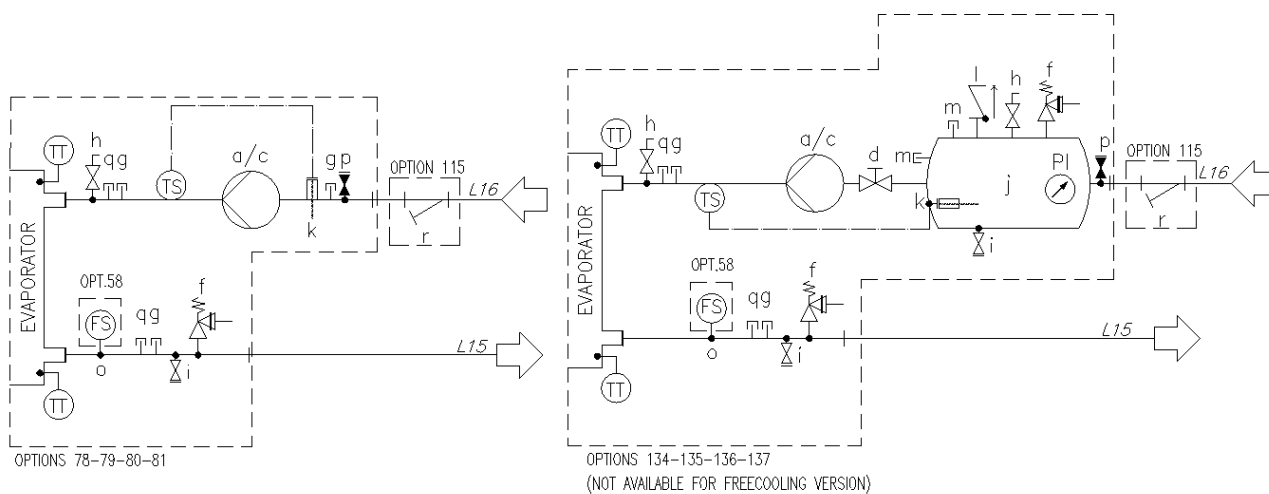 TT
h
qg
TS
a/c
k
gp
OPTION 115
L16
r
EVAPORATOR
OPT.58
FS
o
qg
i
f
L15
TT
OPTIONS 78-79-80-81
TT
h
qg
TS
a/c
d
m
m
l
h
f
j
PI
k
i
p
OPTION 115
L16
r
EVAPORATOR
OPT.58
FS
o
qg
i
f
L15
TT
OPTIONS 134-135-136-137
(NOT AVAILABLE FOR FREECOOLING VERSION)